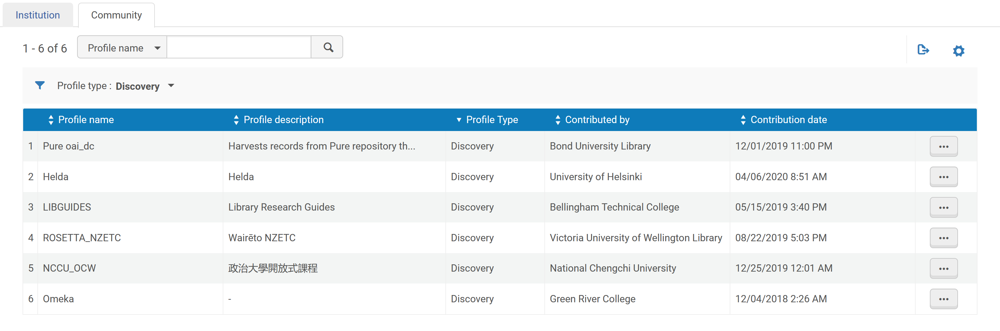 Institution Community
1 - 6 of 6 Profile name
Profile type : Discovery
Profile name Profile description Profile Type Contributed by Contribution date
1 Pure oai_dc Harvests records from Pure repository th... Discovery Bond University Library 12/01/2019 11:00 PM
2 Helda Helda Discovery University of Helsinki 04/06/2020 8:51 AM
3 LIBGUIDES Library Research Guides Discovery Bellingham Technical College 05/15/2019 3:40 PM
4 ROSETTA_NZETC Wairēto NZETC Discovery Victoria University of Wellington Library 08/22/2019 5:03 PM
5 NCCU_OCW 政治大學開放式課程 Discovery National Chengchi University 12/25/2019 12:01 AM
6 Omeka - Discovery Green River College 12/04/2018 2:26 AM